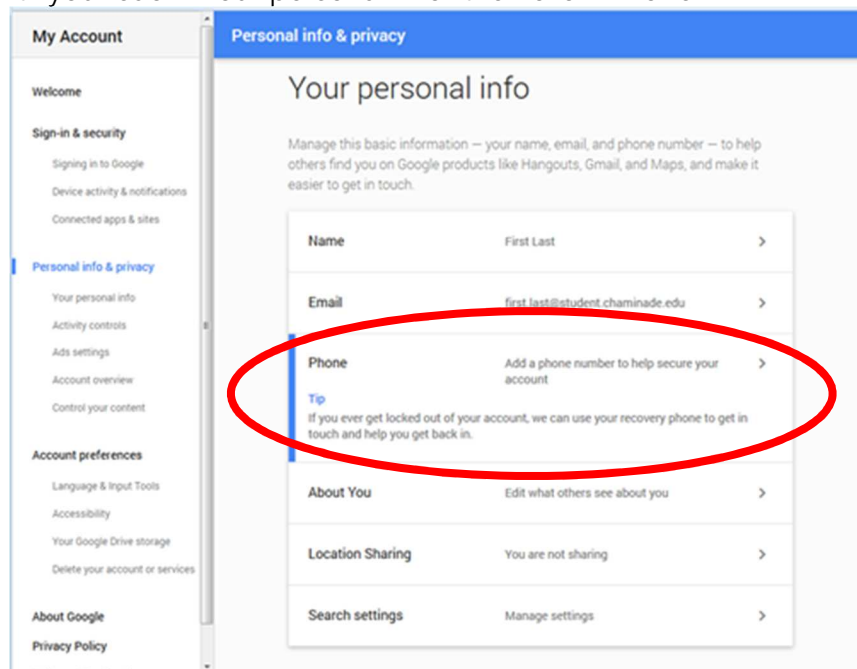 My Account
Personal info & privacy
Welcome
Sign-in & security
Signing in to Google
Device activity & notifications
Connected apps & sites
Personal info & privacy
Your personal info
Activity controls
Ads settings
Account overview
Control your content
Account preferences
Language & Input Tools
Accessibility
Your Google Drive storage
Delete your account or services
About Google
Privacy Policy
Your personal info
Manage this basic information — your name, email, and phone number — to help
others find you on Google products like Hangouts, Gmail, and Maps, and make it
easier to get in touch.
Name First Last
Email first.last@student.chaminade.edu
Phone Add a phone number to help secure your
account
Tip
If you ever get locked out of your account, we can use your recovery phone to get in
touch and help you get back in.
About You Edit what others see about you
Location Sharing You are not sharing
Search settings Manage settings